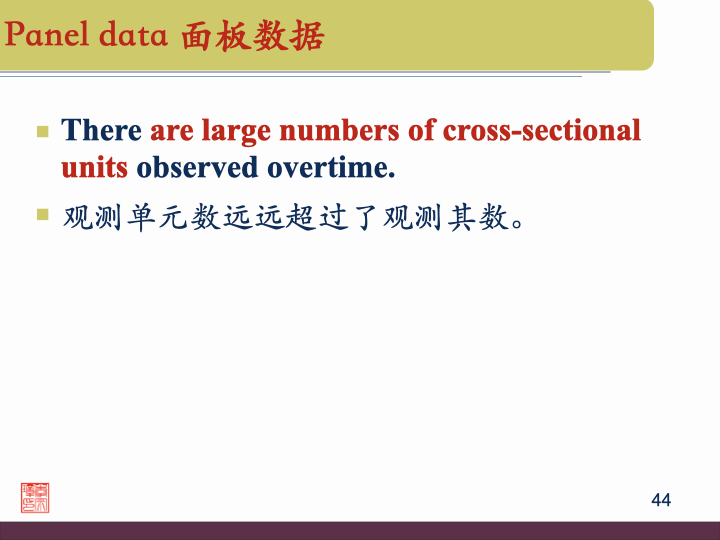 Panel data 面板数据
There are large numbers of cross-sectional
units observed overtime.
观测单元数远远超过了观测其数。
44